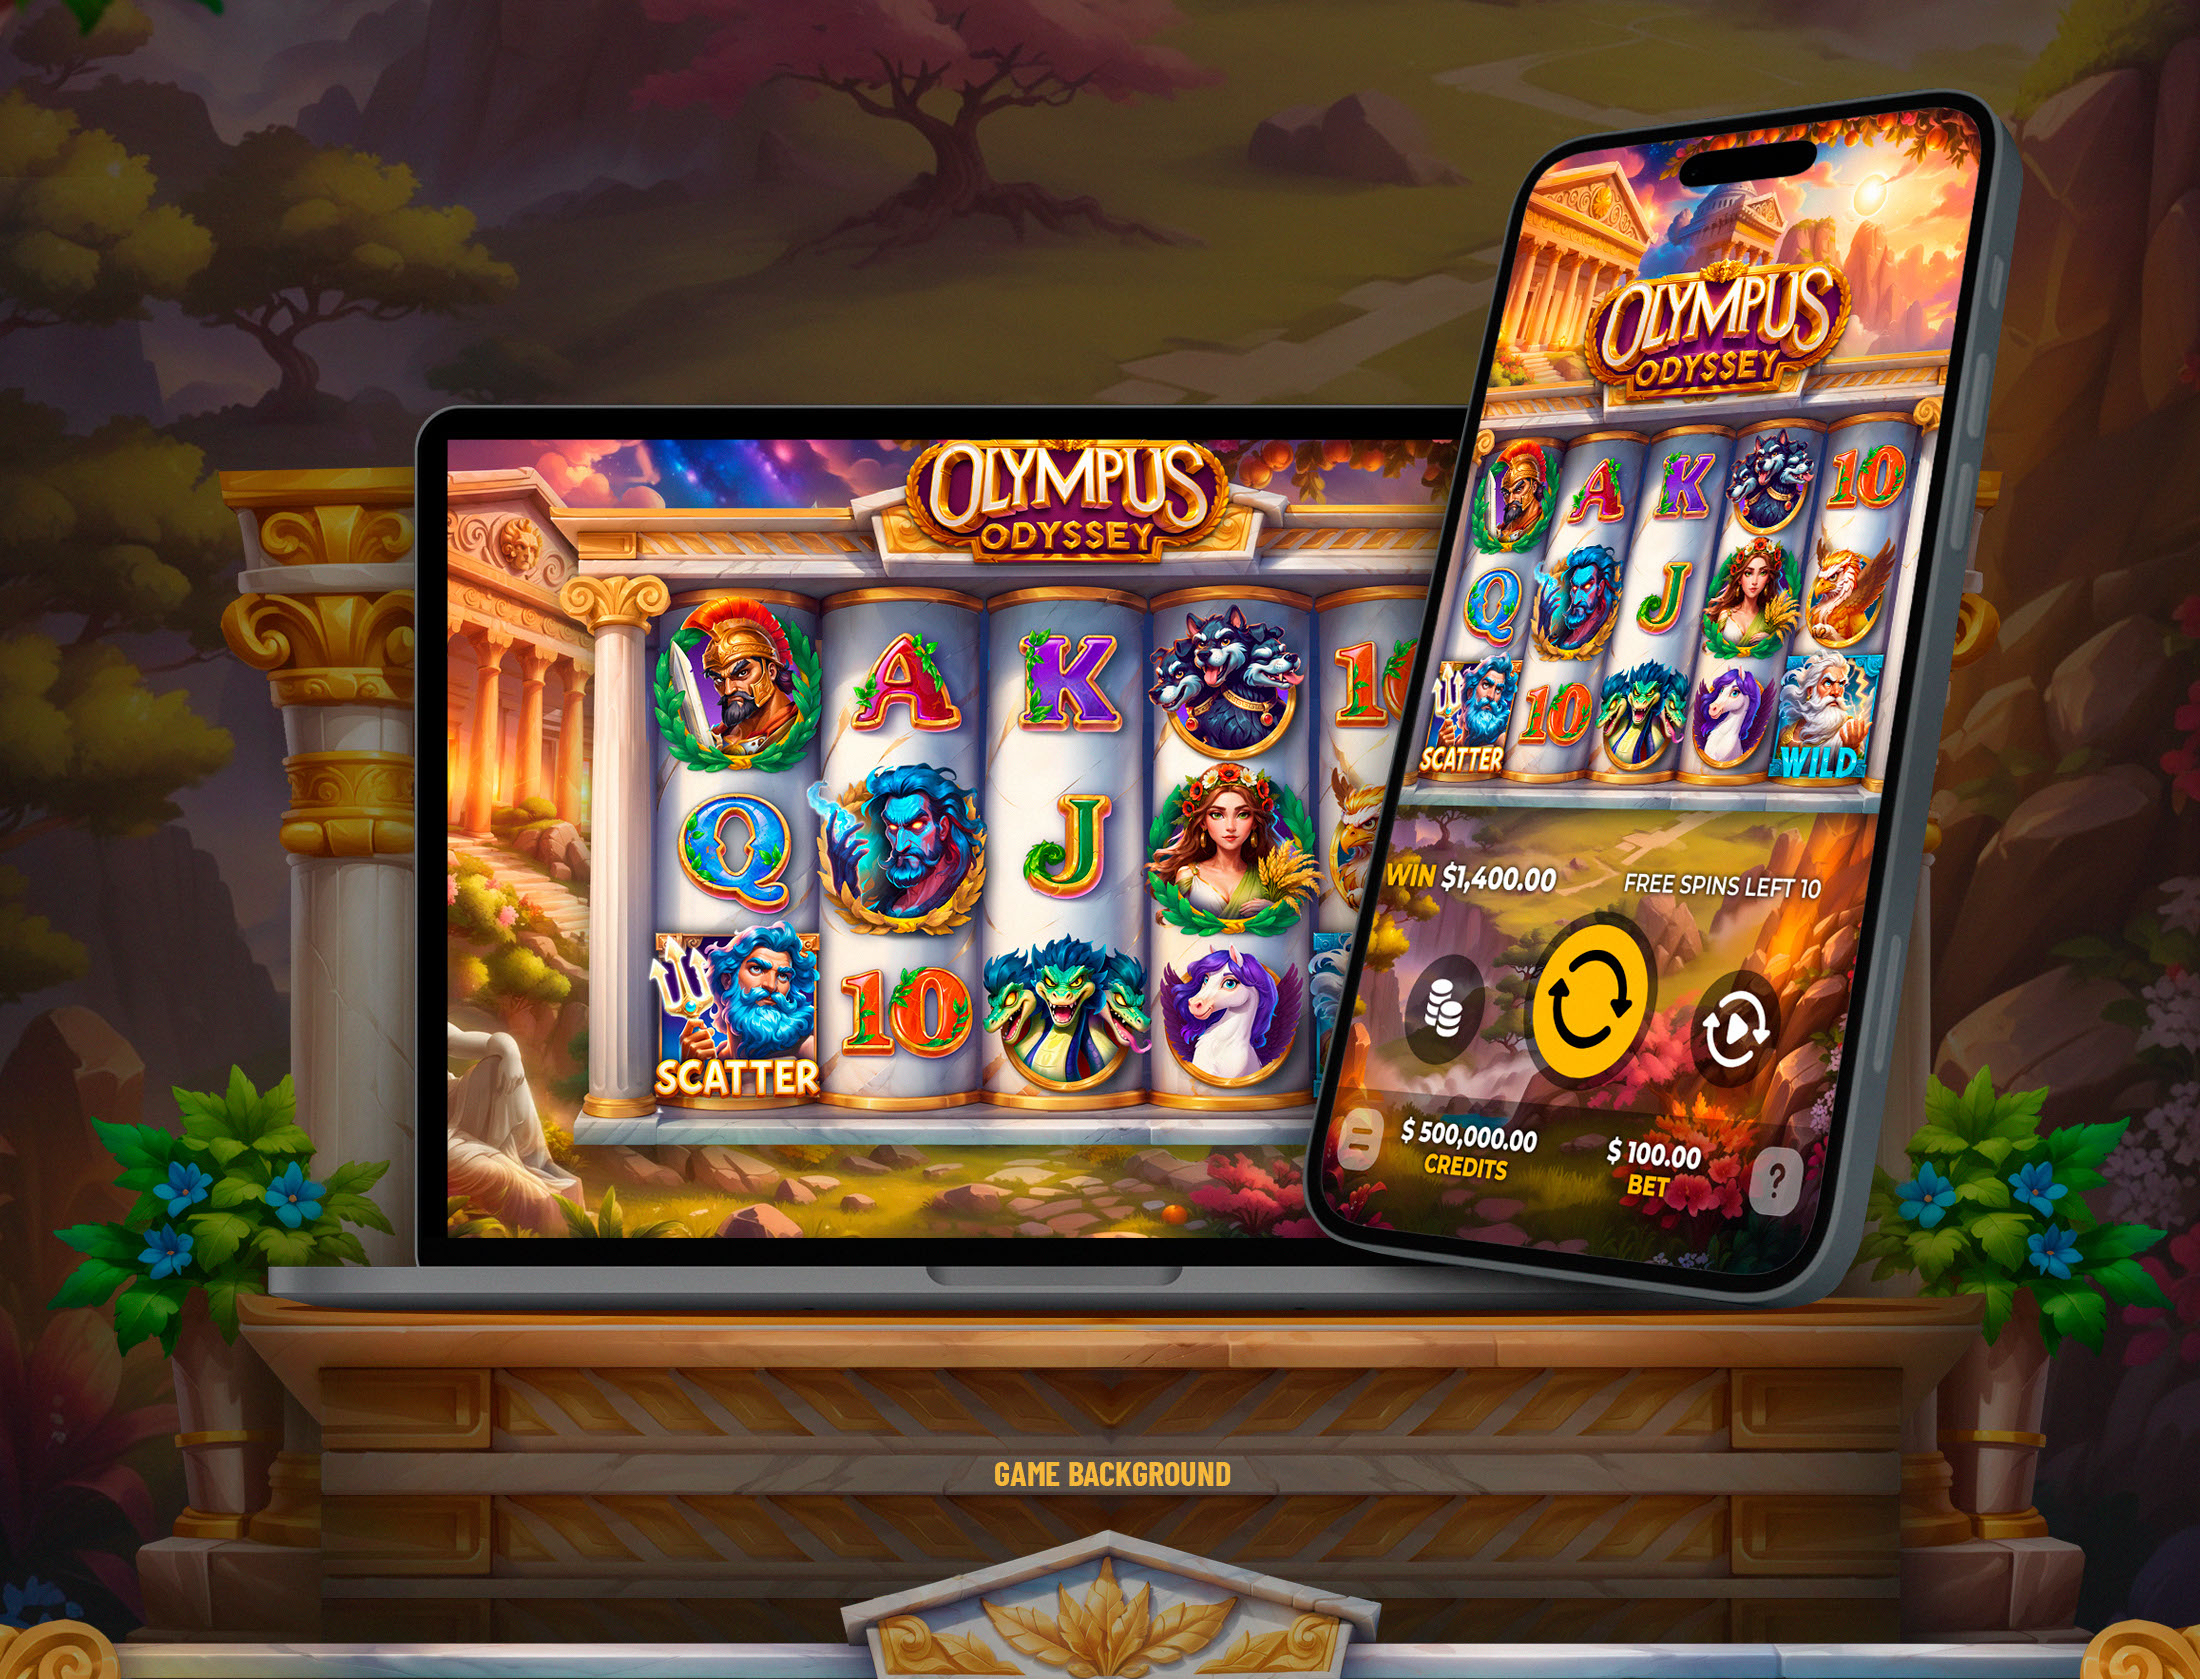 OLYMPUS
ODYSSEY
A K 10
Q J
SCATTER 10
OLYMPUS
ODYSSEY
A K 10
Q J
SCATTER 10 WILD
WIN $1,400.00
FREE SPINS LEFT 10
$ 500,000.00
CREDITS
$ 100.00
BET
?
GAME BACKGROUND